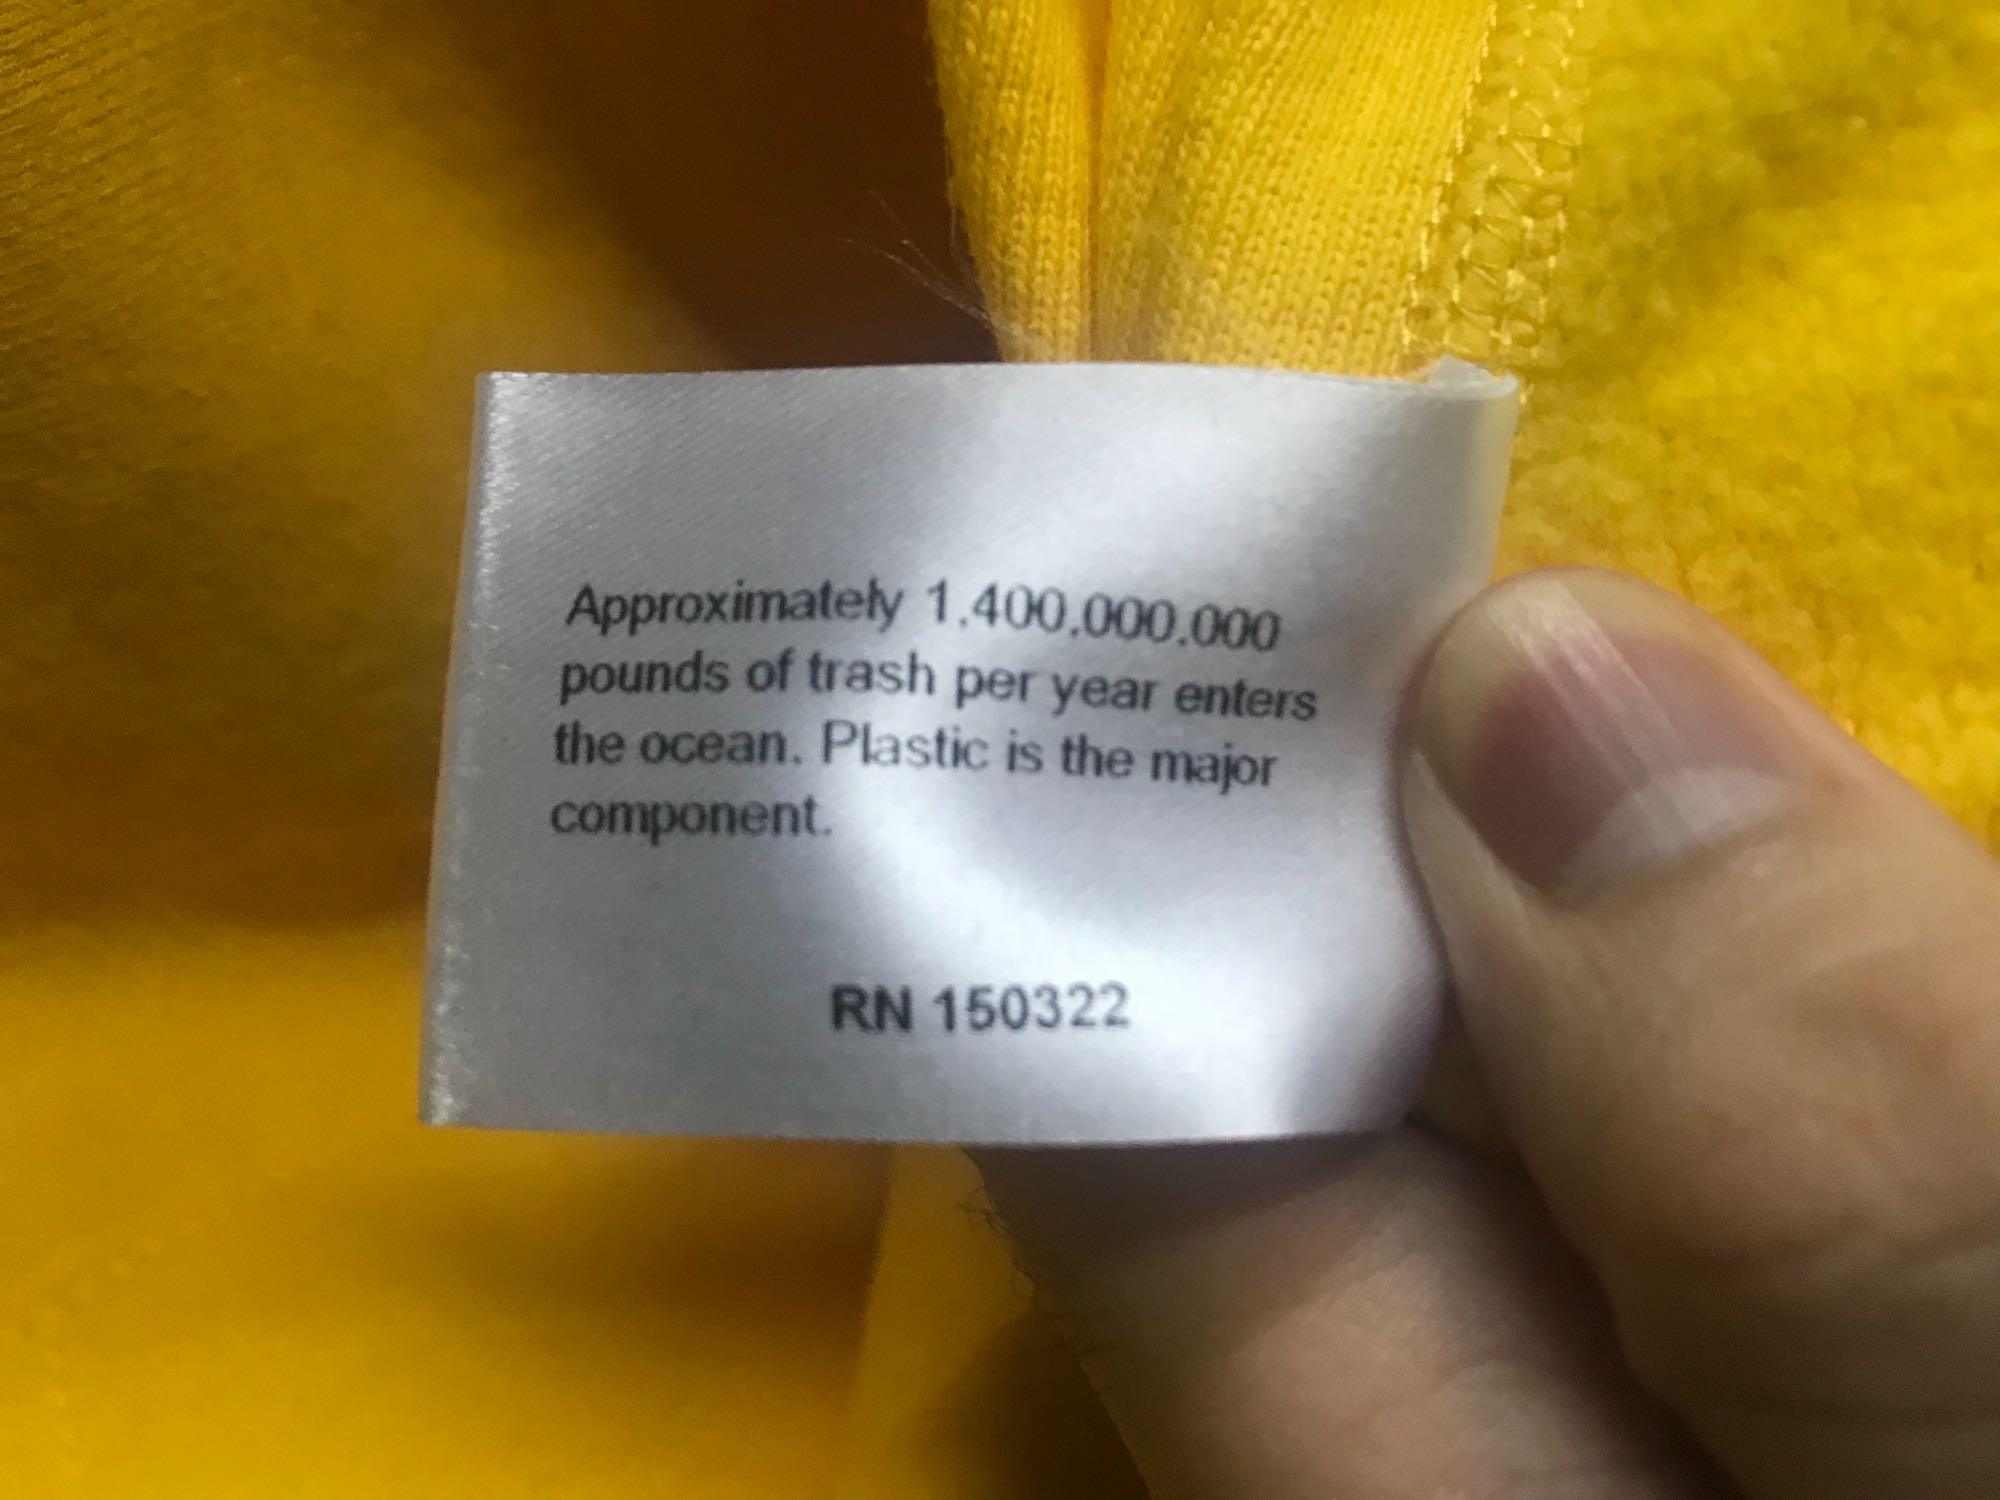 Approximately 1.400.000.000
pounds of trash per year enters
the ocean. Plastic is the major
component.
RN 150322